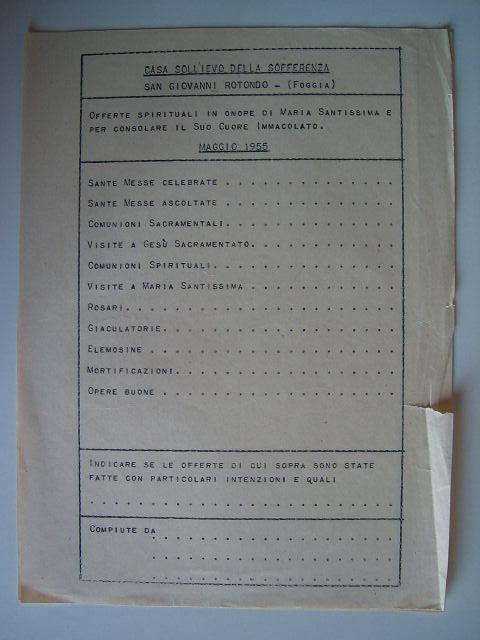 CASA SOLLIEVO DELLA SOFFERENZA
SAN GIOVANNI ROTONDO - (FOGGIA)
OFFERTE SPIRITUALI IN ONORE DI MARIA SANTISSIMA E
PER CONSOLARE IL SUO CUORE IMMACOLATO.
MAGGIO 1955
SANTE MESSE CELEBRATE . . . . . . . . . . . . . .
SANTE MESSE ASCOLTATE . . . . . . . . . . . . . .
COMUNIONI SACRAMENTALI. . . . . . . . . . . . . .
VISITE A GESÙ SACRAMENTATO. . . . . . . . . . . .
COMUNIONI SPIRITUALI. . . . . . . . . . . . . . .
VISITE A MARIA SANTISSIMA . . . . . . . . . . . .
ROSARI. . . . . . . . . . . . . . . . . . . . . .
GIACULATORIE. . . . . . . . . . . . . . . . . . .
ELEMOSINE . . . . . . . . . . . . . . . . . . . .
MORTIFICAZIONI. . . . . . . . . . . . . . . . . .
OPERE BUONE . . . . . . . . . . . . . . . . . . .
INDICARE SE LE OFFERTE DI CUI SOPRA SONO STATE
FATTE CON PARTICOLARI INTENZIONI E QUALI
. . . . . . . . . . . . . . . . . . . . . . . .
COMPIUTE DA . . . . . . . . . . . . . . . . . . .
. . . . . . . . . . . . . . . . . . .
. . . . . . . . . . . . . . . . . . .